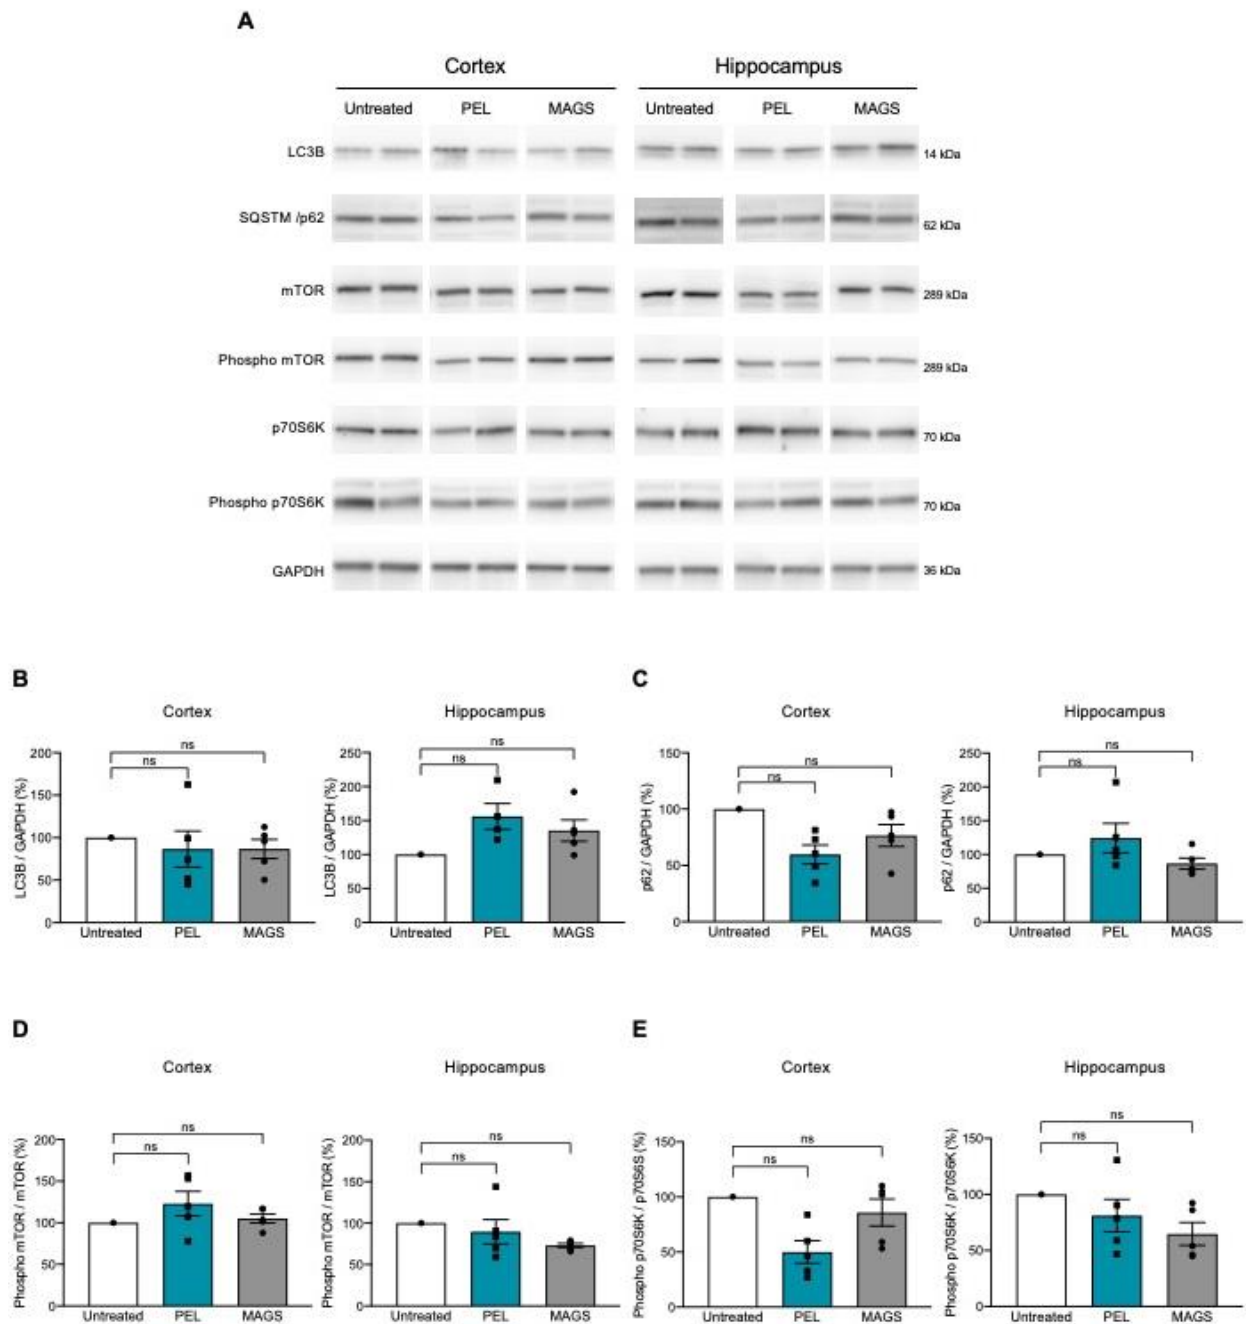 A
Cortex Hippocampus
Untreated PEL MAGS Untreated PEL MAGS
LC3B 14 kDa
SQSTM /p62 62 kDa
mTOR 289 kDa
Phospho mTOR 289 kDa
p70S6K 70 kDa
Phospho p70S6K 70 kDa
GAPDH 36 kDa
B
Cortex
LC3B / GAPDH (%)
200
150
100
50
0
ns
ns
Untreated PEL MAGS
Hippocampus
LC3B / GAPDH (%)
250
200
150
100
50
0
ns
ns
Untreated PEL MAGS
C
Cortex
p62 / GAPDH (%)
150
100
50
0
ns
ns
Untreated PEL MAGS
Hippocampus
p62 / GAPDH (%)
250
200
150
100
50
0
ns
ns
Untreated PEL MAGS
D
Cortex
Phospho mTOR / mTOR (%)
200
150
100
50
0
ns
ns
Untreated PEL MAGS
Hippocampus
Phospho mTOR / mTOR (%)
200
150
100
50
0
ns
ns
Untreated PEL MAGS
E
Cortex
Phospho p70S6K / p70S6S (%)
150
100
50
0
ns
ns
Untreated PEL MAGS
Hippocampus
Phospho p70S6K / p70S6K (%)
150
100
50
0
ns
ns
Untreated PEL MAGS